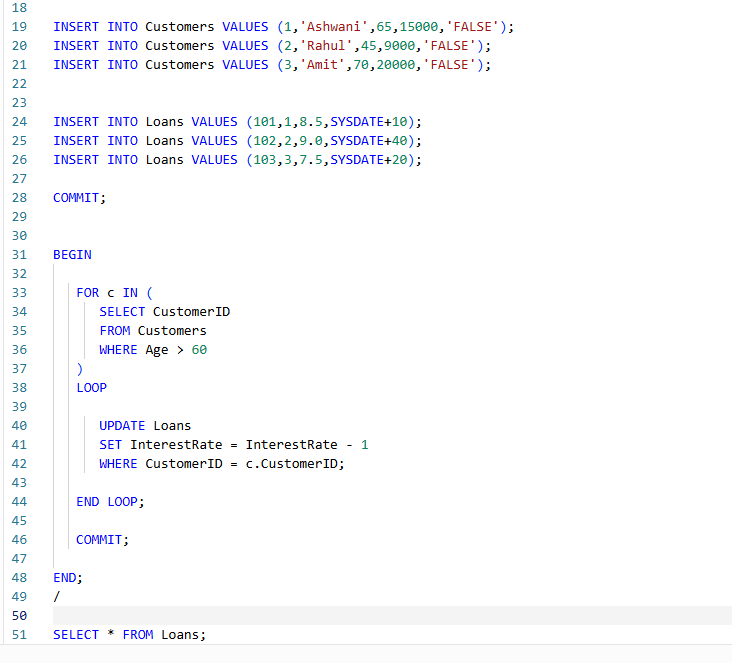 18
19 INSERT INTO Customers VALUES (1,'Ashwani',65,15000,'FALSE');
20 INSERT INTO Customers VALUES (2,'Rahul',45,9000,'FALSE');
21 INSERT INTO Customers VALUES (3,'Amit',70,20000,'FALSE');
22
23
24 INSERT INTO Loans VALUES (101,1,8.5,SYSDATE+10);
25 INSERT INTO Loans VALUES (102,2,9.0,SYSDATE+40);
26 INSERT INTO Loans VALUES (103,3,7.5,SYSDATE+20);
27
28 COMMIT;
29
30
31 BEGIN
32
33 FOR c IN (
34 SELECT CustomerID
35 FROM Customers
36 WHERE Age > 60
37 )
38 LOOP
39
40 UPDATE Loans
41 SET InterestRate = InterestRate - 1
42 WHERE CustomerID = c.CustomerID;
43
44 END LOOP;
45
46 COMMIT;
47
48 END;
49 /
50
51 SELECT * FROM Loans;